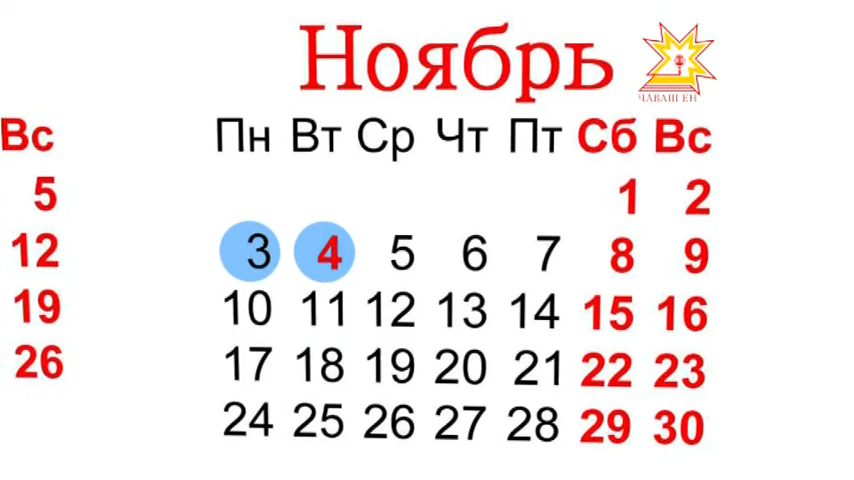 Ноябрь
ЧАВАШ ЕН
Вс
5
12
19
26
Пн Вт Ср Чт Пт Сб Вс
1 2
3 4 5 6 7 8 9
10 11 12 13 14 15 16
17 18 19 20 21 22 23
24 25 26 27 28 29 30